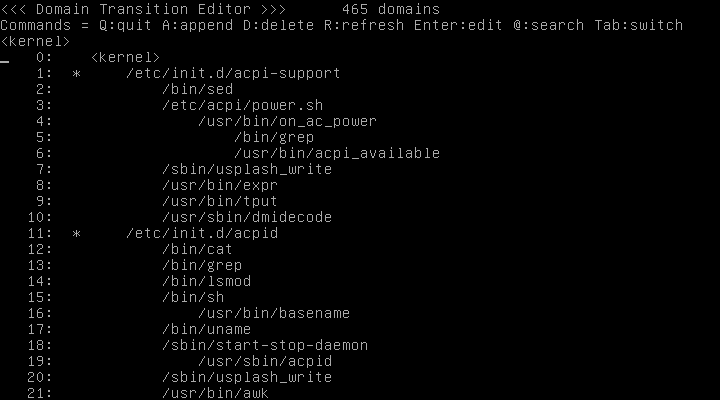 <<< Domain Transition Editor >>>      465 domains
Commands = Q:quit A:append D:delete R:refresh Enter:edit @:search Tab:switch
<kernel>
0:    <kernel>
1:  *     /etc/init.d/acpi-support
2:            /bin/sed
3:            /etc/acpi/power.sh
4:                /usr/bin/on_ac_power
5:                    /bin/grep
6:                    /usr/bin/acpi_available
7:            /sbin/usplash_write
8:            /usr/bin/expr
9:            /usr/bin/tput
10:            /usr/sbin/dmidecode
11:  *     /etc/init.d/acpid
12:            /bin/cat
13:            /bin/grep
14:            /bin/lsmod
15:            /bin/sh
16:                /usr/bin/basename
17:            /bin/uname
18:            /sbin/start-stop-daemon
19:                /usr/sbin/acpid
20:            /sbin/usplash_write
21:            /usr/bin/awk